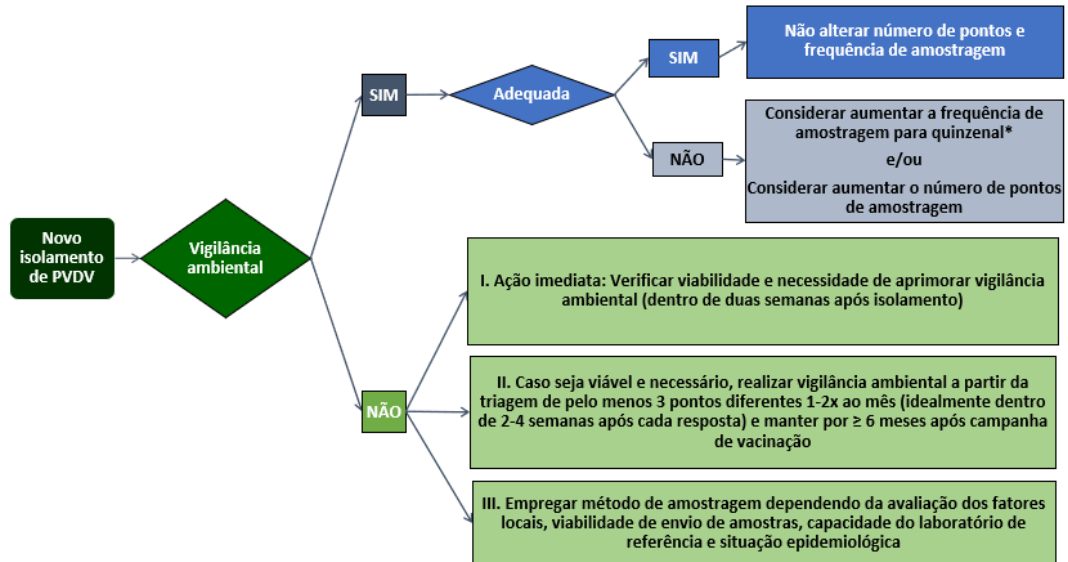 Novo
isolamento
de PVDV
Vigilância
ambiental
SIM
Adequada
SIM
Não alterar número de pontos e
frequência de amostragem
NÃO
Considerar aumentar a frequência de
amostragem para quinzenal*
e/ou
Considerar aumentar o número de pontos
de amostragem
NÃO
I. Ação imediata: Verificar viabilidade e necessidade de aprimorar vigilância
ambiental (dentro de duas semanas após isolamento)
II. Caso seja viável e necessário, realizar vigilância ambiental a partir da
triagem de pelo menos 3 pontos diferentes 1-2x ao mês (idealmente dentro
de 2-4 semanas após cada resposta) e manter por ≥ 6 meses após campanha
de vacinação
III. Empregar método de amostragem dependendo da avaliação dos fatores
locais, viabilidade de envio de amostras, capacidade do laboratório de
referência e situação epidemiológica